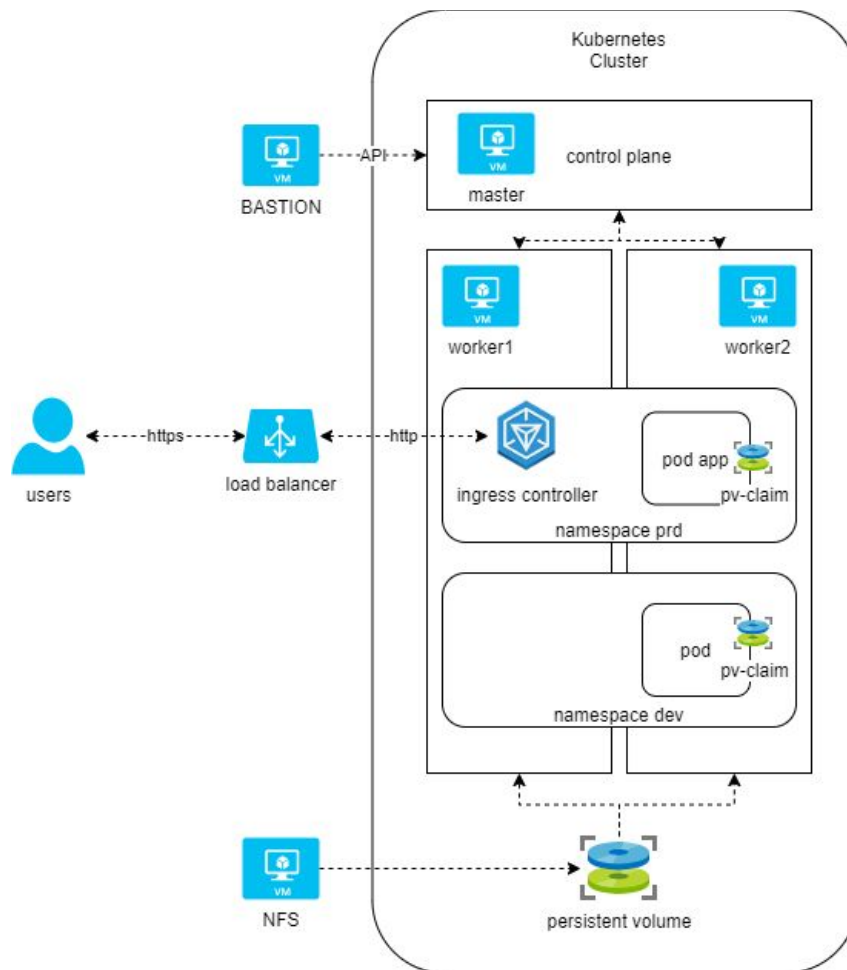 Kubernetes
Cluster
VM
BASTION
API
VM
master
control plane
VM
worker1
VM
worker2
users
https
load balancer
http
ingress controller
pod app
pv-claim
namespace prd
pod
pv-claim
namespace dev
VM
NFS
persistent volume